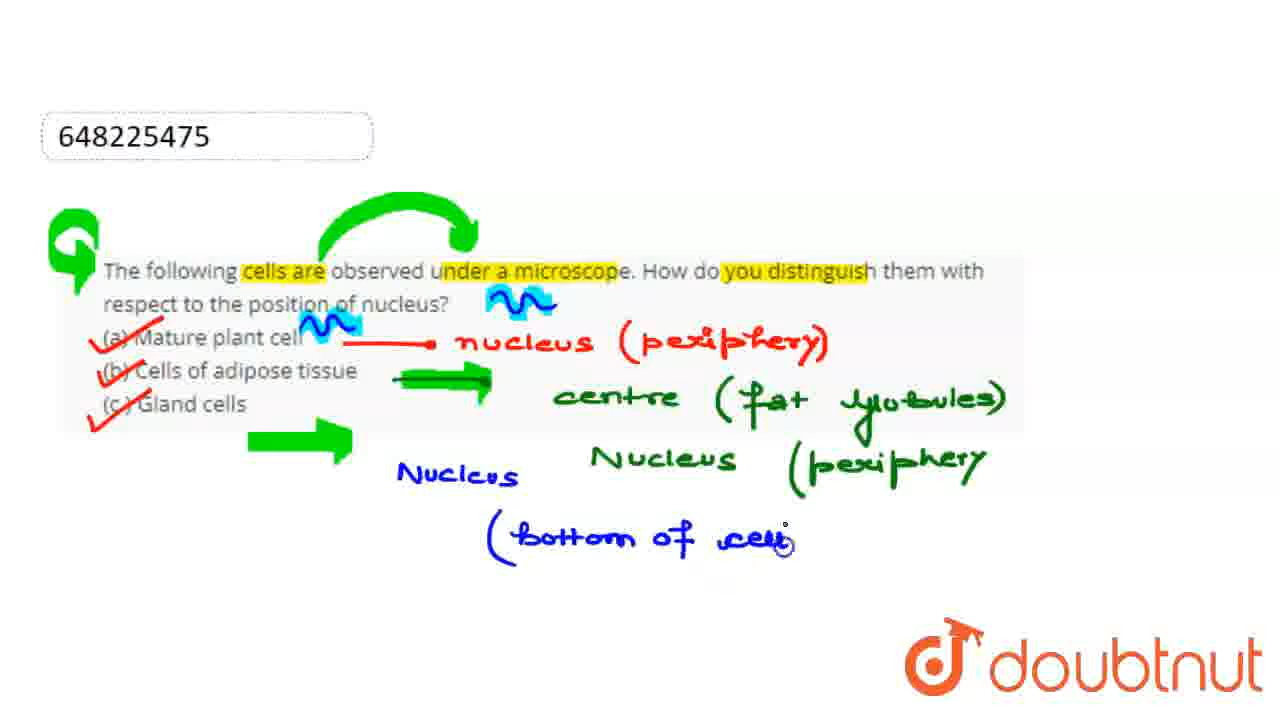 648225475
The following cells are observed under a microscope. How do you distinguish them with
respect to the position of nucleus?
(a) Mature plant cell
nucleus (periphery)
(b) Cells of adipose tissue
centre (fat globules)
(c) Gland cells
Nucleus (periphery
Nucleus
(bottom of cell
doubtnut